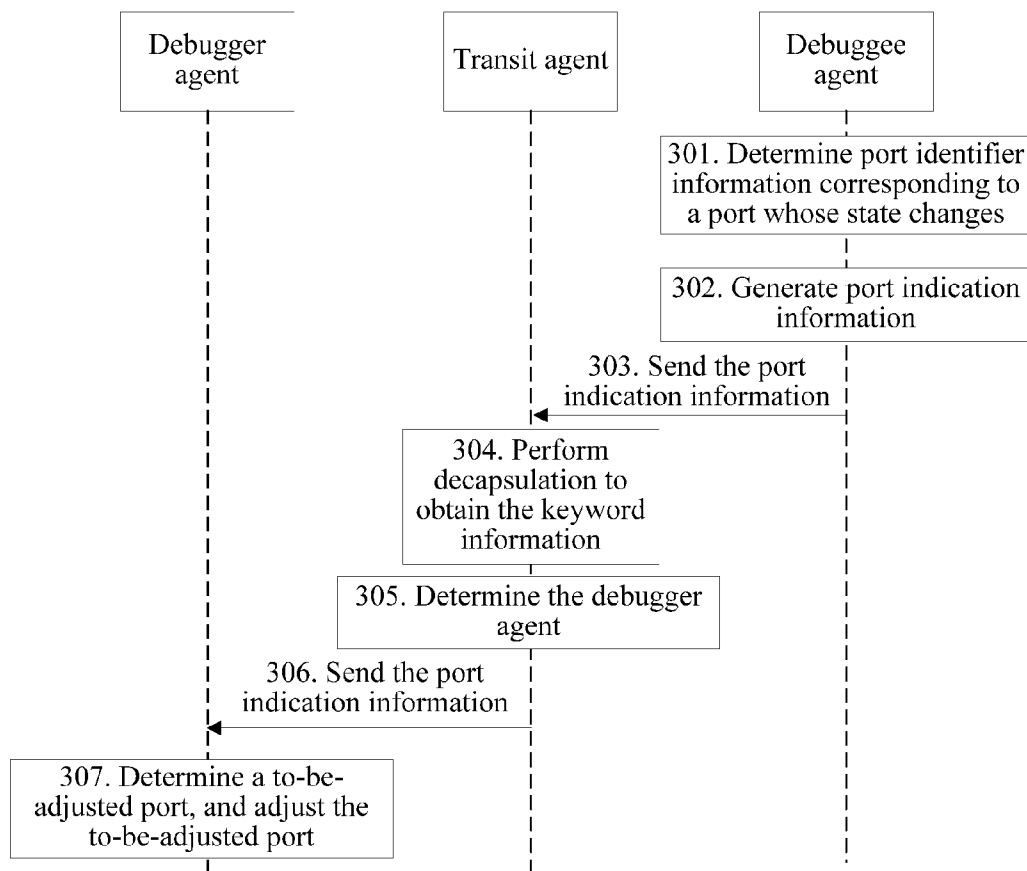 Debugger
agent
Transit agent
Debuggee
agent
301. Determine port identifier
information corresponding to
a port whose state changes
302. Generate port indication
information
303. Send the port
indication information
304. Perform
decapsulation to
obtain the keyword
information
305. Determine the debugger
agent
306. Send the port
indication information
307. Determine a to-be-
adjusted port, and adjust the
to-be-adjusted port